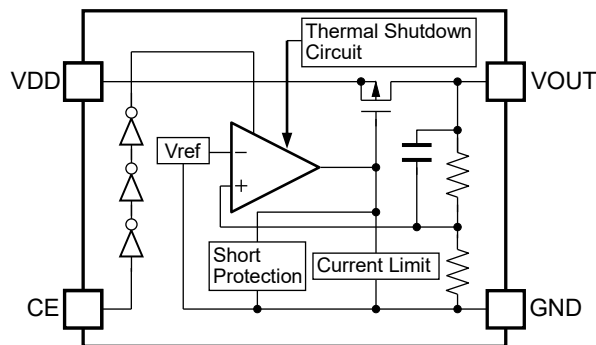 Thermal Shutdown
Circuit
VDD
VOUT
Vref
−
+
Short
Protection
Current Limit
CE
GND